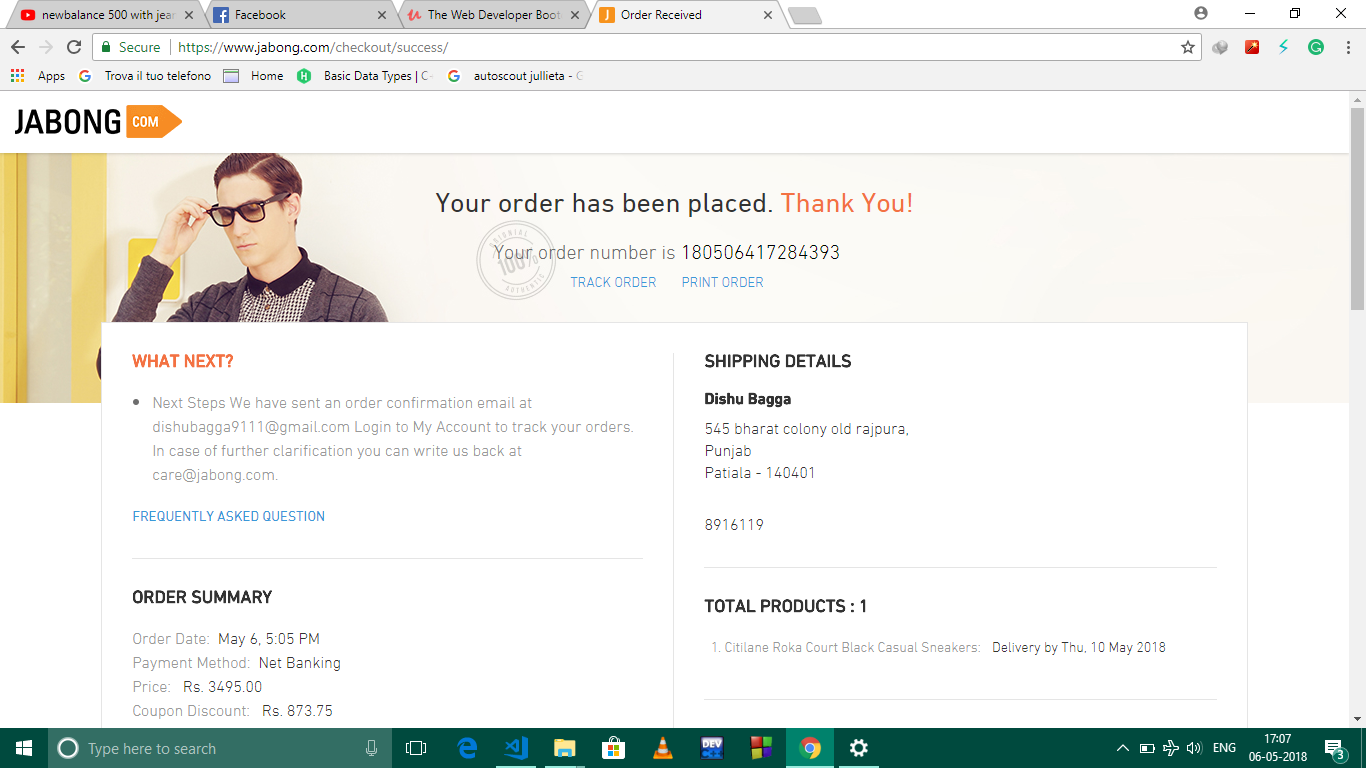 newbalance 500 with jear
Facebook
The Web Developer Boot
Order Received
Secure
https://www.jabong.com/checkout/success/
Apps
Trova il tuo telefono
Home
Basic Data Types | C
autoscout jullieta - G
JABONG COM
Your order has been placed. Thank You!
Your order number is 180506417284393
100%
TRACK ORDER PRINT ORDER
WHAT NEXT?
Next Steps We have sent an order confirmation email at
dishubagga9111@gmail.com Login to My Account to track your orders.
In case of further clarification you can write us back at
care@jabong.com.
FREQUENTLY ASKED QUESTION
ORDER SUMMARY
Order Date: May 6, 5:05 PM
Payment Method: Net Banking
Price: Rs. 3495.00
Coupon Discount: Rs. 873.75
SHIPPING DETAILS
Dishu Bagga
545 bharat colony old rajpura,
Punjab
Patiala - 140401
8916119
TOTAL PRODUCTS : 1
1. Citilane Roka Court Black Casual Sneakers: Delivery by Thu, 10 May 2018
Type here to search
DEV
ENG
17:07
06-05-2018
3